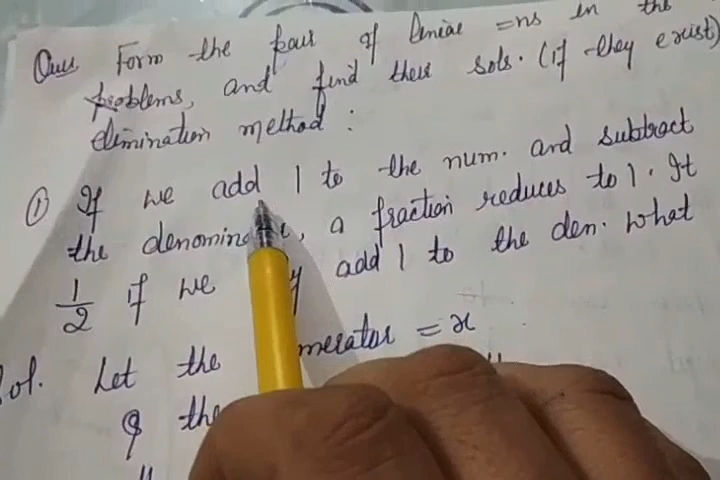 Ques Form the pair of linear =ns in the
problems, and find their sols. (if they exist)
elimination method :
① If we add 1 to the num. and subtract
the denomin , a fraction reduces to 1. It
1/2 if we add 1 to the den. What
Sol. Let the merator = x
& the